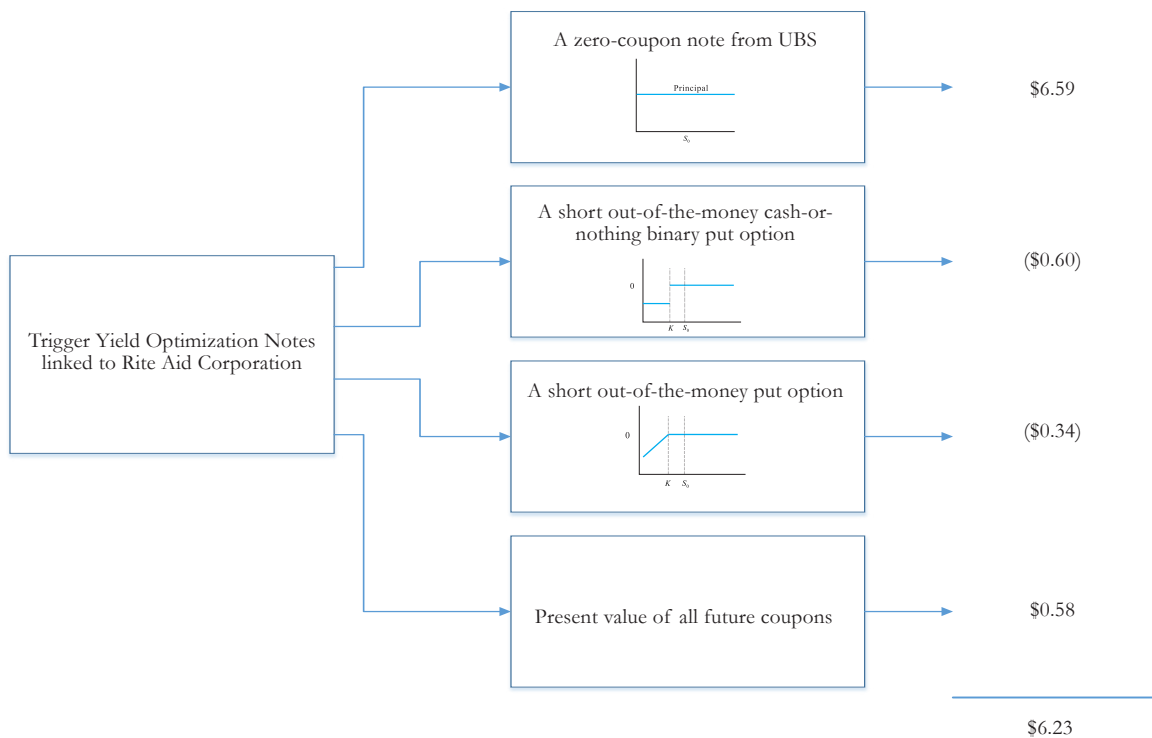 A zero-coupon note from UBS
Principal
S₀
$6.59
A short out-of-the-money cash-or-
nothing binary put option
0
K S₀
($0.60)
Trigger Yield Optimization Notes
linked to Rite Aid Corporation
A short out-of-the-money put option
0
K S₀
($0.34)
Present value of all future coupons
$0.58
$6.23